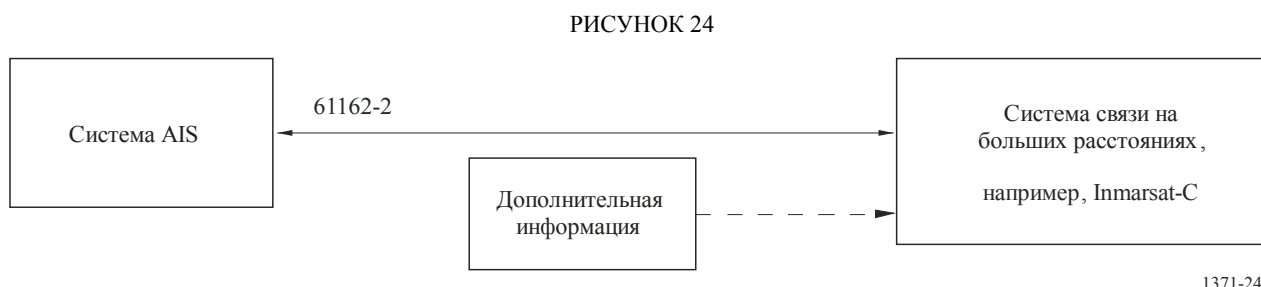 РИСУНОК 24
61162-2
Система AIS
Система связи на
больших расстояниях,
например, Inmarsat-C
Дополнительная
информация
1371-24